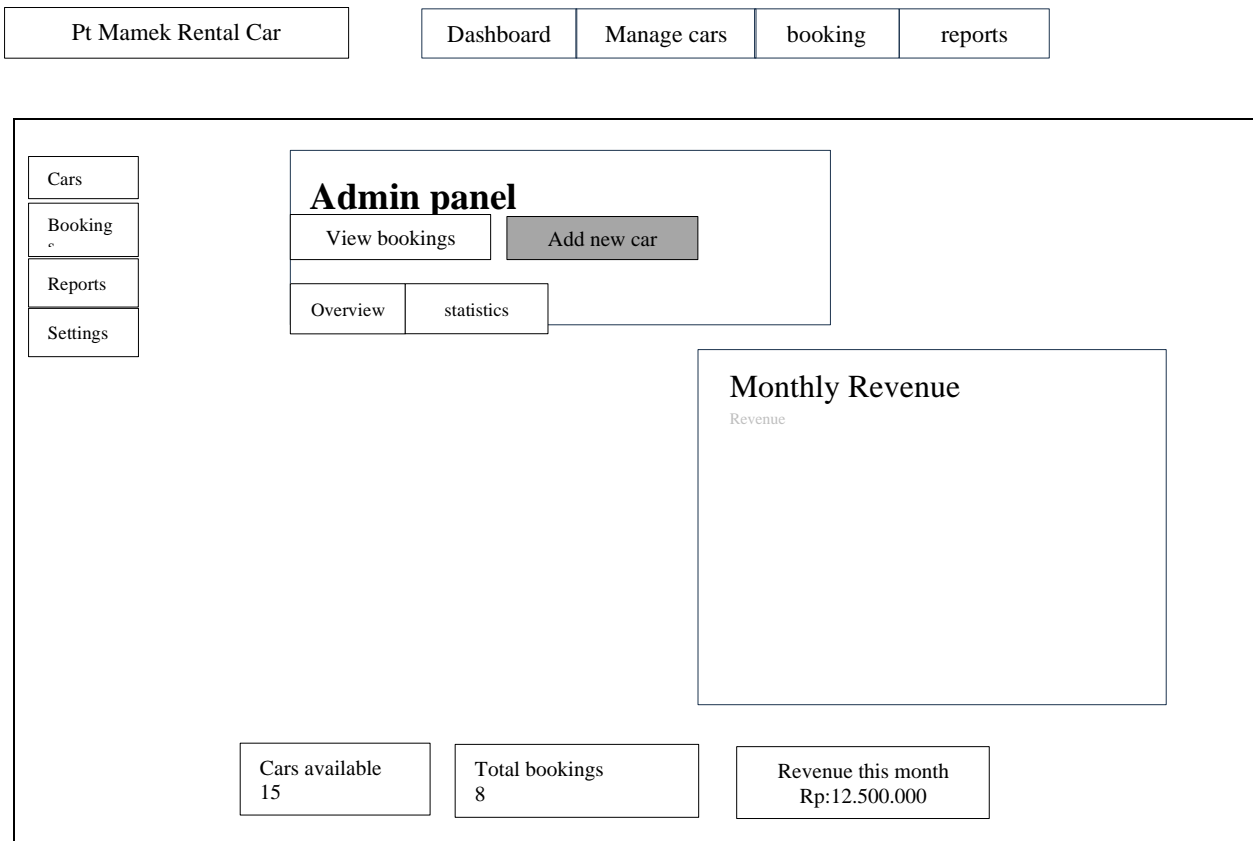 Pt Mamek Rental Car
Dashboard
Manage cars
booking
reports
Cars
Booking
s
Reports
Settings
Admin panel
View bookings
Add new car
Overview
statistics
Monthly Revenue
Revenue
Cars available
15
Total bookings
8
Revenue this month
Rp:12.500.000